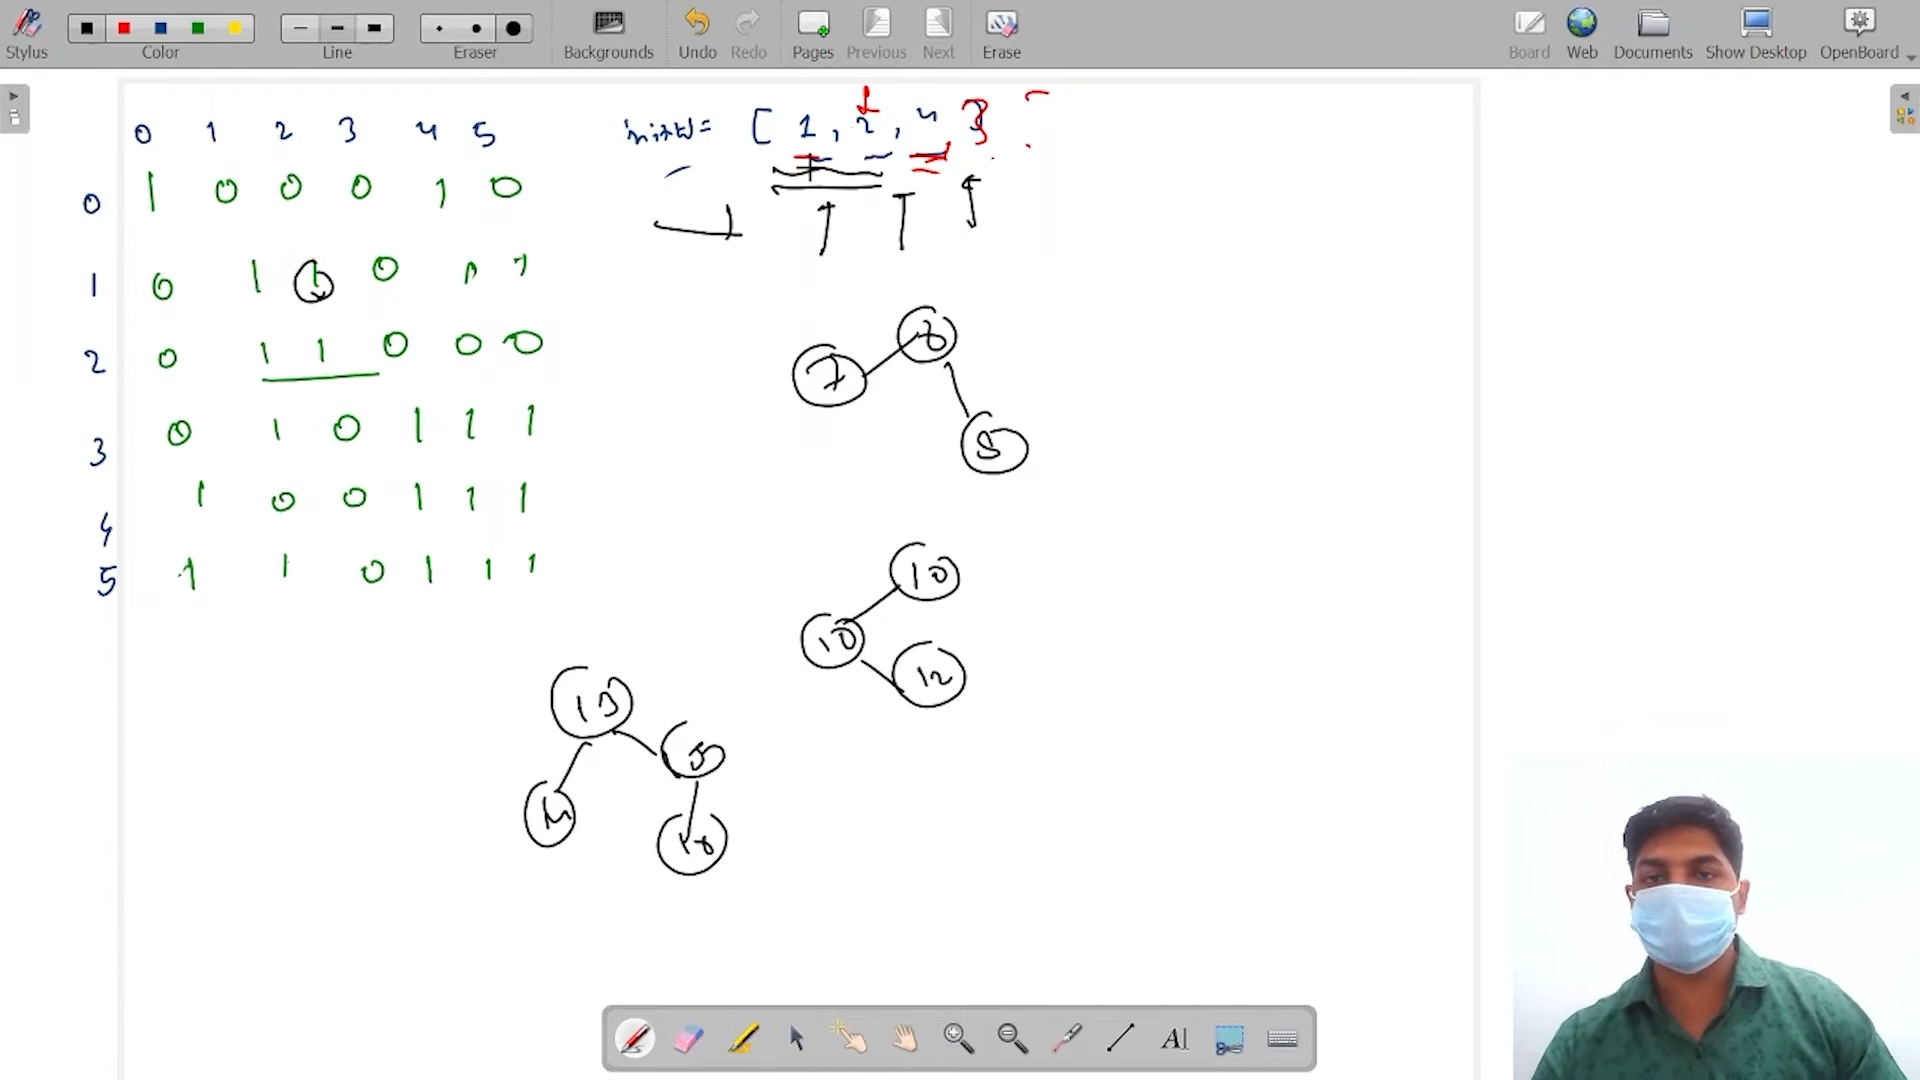 Stylus
Color
Line
Eraser
Backgrounds
Undo
Redo
Pages
Previous
Next
Erase
Board
Web
Documents
Show Desktop
OpenBoard
0 1 2 3 4 5
[ 1 , 2 , 4 ]
0 1 0 0 0 1 0
1 0 1 1 0
2 0 1 1 0 0 0
3 0 1 0 1 1 1
4 1 0 0 1 1 1
5 1 1 0 1 1 1
7
8
10
10
12
AI